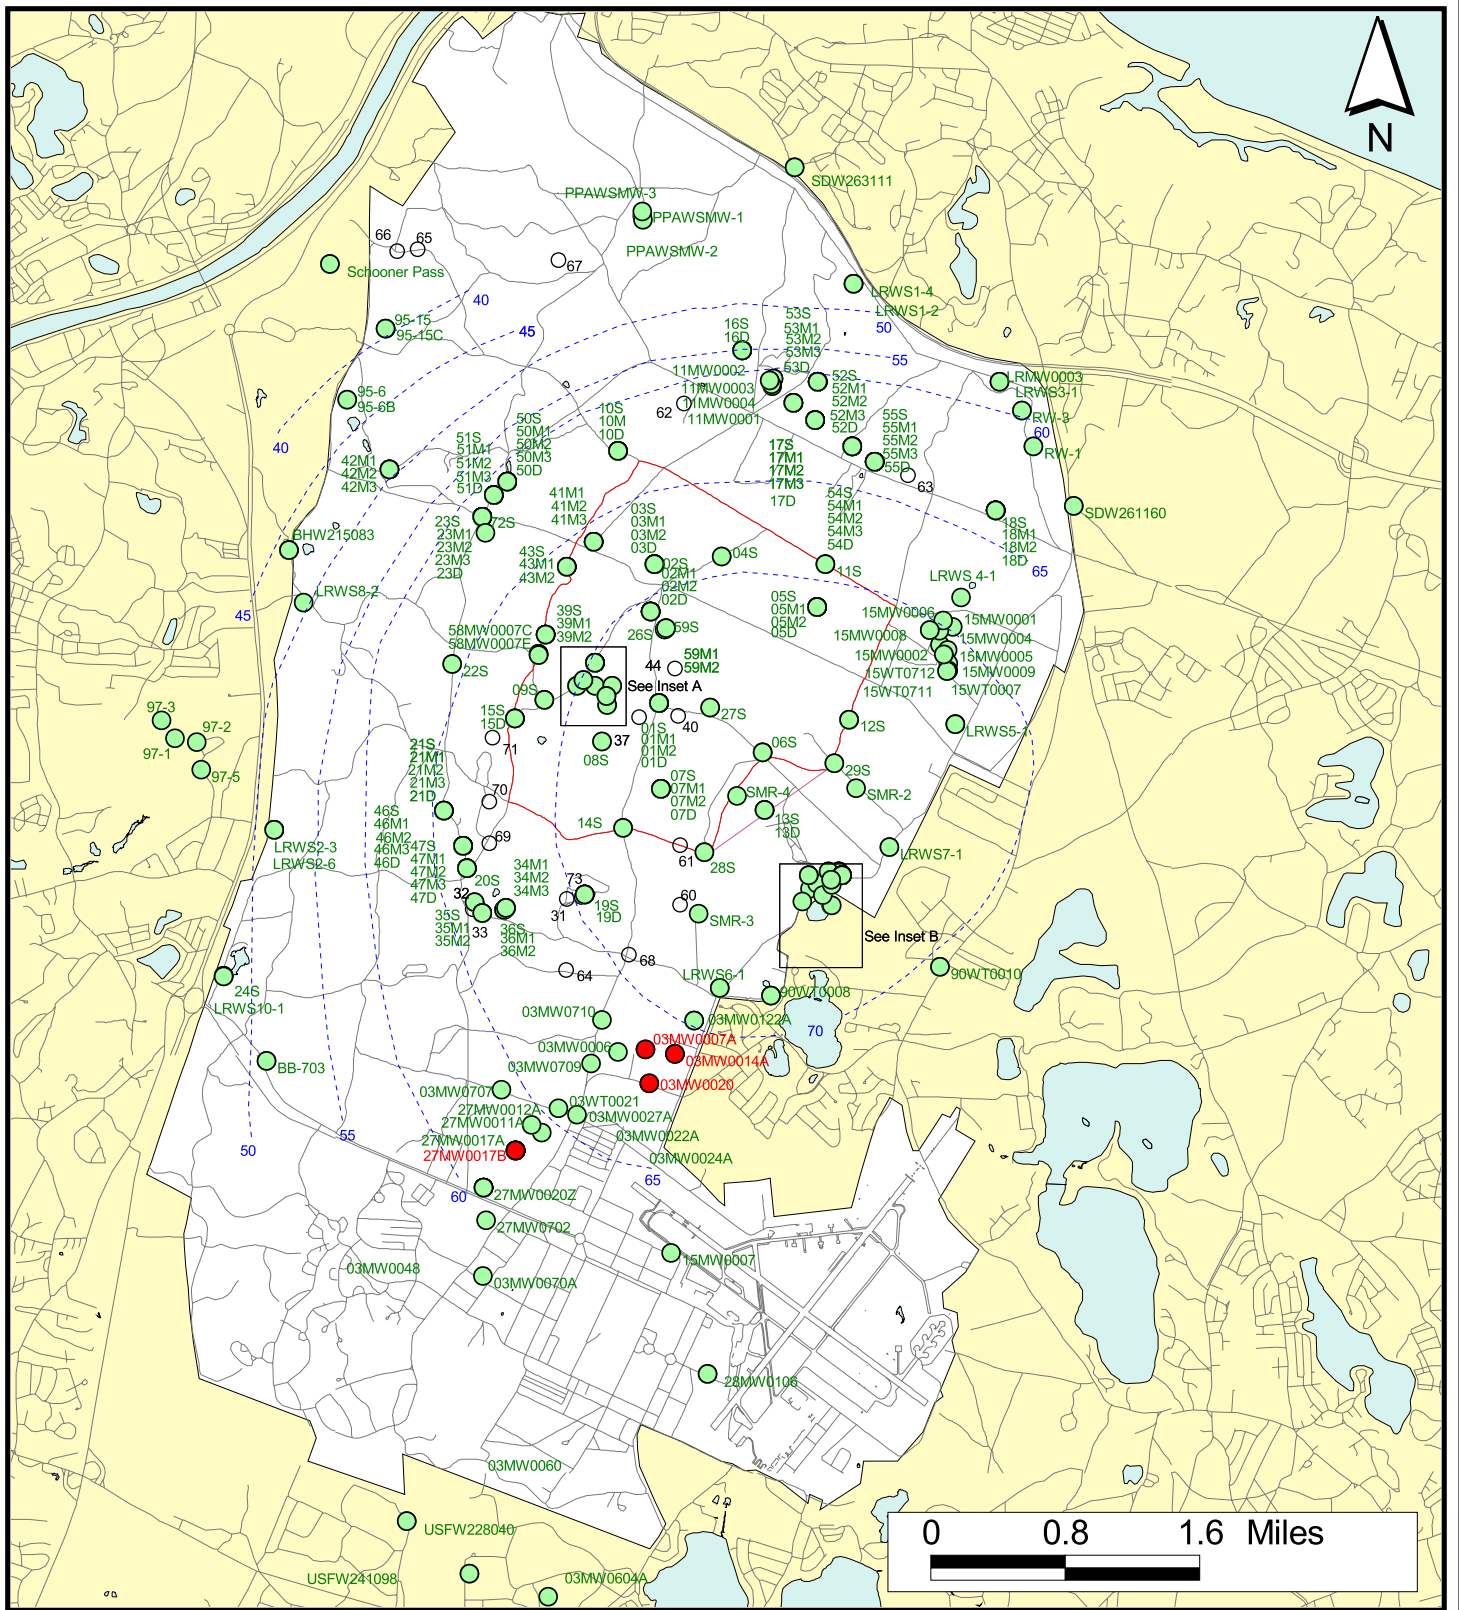 N
SDW263111
PPAWSMW-3
PPAWSMW-1
PPAWSMW-2
66
65
67
Schooner Pass
40
LRWS1-4
LRWS1-2
50
95-15
95-15C
45
16S
16D
53S
53M1
53M2
53M3
53D
55
11MW0002
11MW0003
11MW0004
11MW0001
52S
52M1
52M2
52M3
52D
LRMW0003
LRWS3-1
RW-3
60
RW-1
95-6
95-6B
62
10S
10M
10D
50S
50M1
50M2
50M3
50D
51S
51M1
51M2
51M3
51D
55S
55M1
55M2
55M3
55D
40
42M1
42M2
42M3
17S
17M1
17M2
17M3
17D
63
41M1
41M2
41M3
03S
03M1
03M2
03M3
03D
54S
54M1
54M2
54M3
54D
SDW261160
18S
18M1
18M2
18D
23S
23M1
23M2
23M3
23D
72S
BHW215083
43S
43M1
43M2
02S
02M1
02M2
02D
04S
11S
65
LRWS 4-1
LRWS8-2
45
05S
05M1
05M2
05D
39S
39M1
39M2
26S
59S
15MW0006
15MW0001
15MW0008
15MW0004
15MW0002
15MW0005
15WT0712
15MW0009
15WT0711
15WT0007
58MW0007C
58MW0007E
22S
59M1
59M2
44
See Inset A
09S
15S
15D
27S
40
12S
LRWS5-1
97-3
97-2
97-1
97-5
71
37
08S
01S
01M1
01M2
01D
06S
29S
21S
21M1
21M2
21M3
21D
70
07S
07M1
07M2
07D
SMR-4
SMR-2
13S
13D
46S
46M1
46M2
46M3
46D
14S
69
LRWS2-3
LRWS2-6
47S
47M1
47M2
47M3
47D
61
28S
LRWS7-1
20S
34M1
34M2
34M3
73
32
31
19S
19D
60
SMR-3
35S
35M1
35M2
33
36S
36M1
36M2
See Inset B
68
64
LRWS6-1
90WT0010
24S
LRWS10-1
90WT0008
03MW0710
03MW0122A
70
03MW0007A
03MW0006
03MW0014A
BB-703
03MW0709
03MW0020
03MW0707
03WT0021
27MW0012A
03MW0027A
27MW0011A
03MW0022A
27MW0017A
27MW0017B
03MW0024A
55
50
65
60
27MW0020Z
27MW0702
15MW0007
03MW0048
03MW0070A
28MW0106
03MW0060
USFW228040
USFW241098
03MW0604A
0 0.8 1.6 Miles